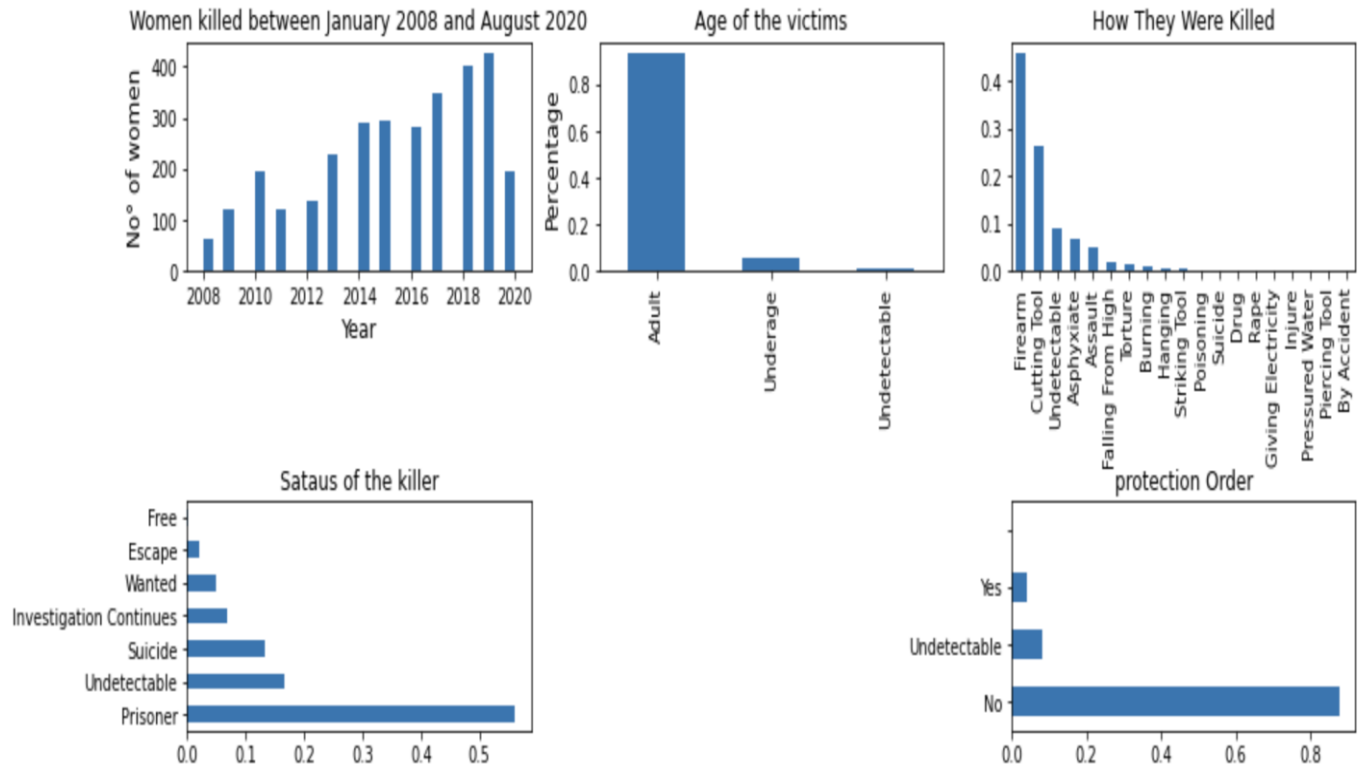 Women killed between January 2008 and August 2020
No° of women
400
300
200
100
0
2008 2010 2012 2014 2016 2018 2020
Year
Age of the victims
Percentage
0.8
0.6
0.4
0.2
0.0
Adult
Underage
Undetectable
How They Were Killed
0.4
0.3
0.2
0.1
0.0
Firearm
Cutting Tool
Undetectable
Asphyxiate
Assault
Falling From High
Torture
Burning
Hanging
Striking Tool
Poisoning
Suicide
Drug
Rape
Giving Electricity
Injure
Pressured Water
Piercing Tool
By Accident
Sataus of the killer
Free
Escape
Wanted
Investigation Continues
Suicide
Undetectable
Prisoner
0.0 0.1 0.2 0.3 0.4 0.5
protection Order
Yes
Undetectable
No
0.0 0.2 0.4 0.6 0.8